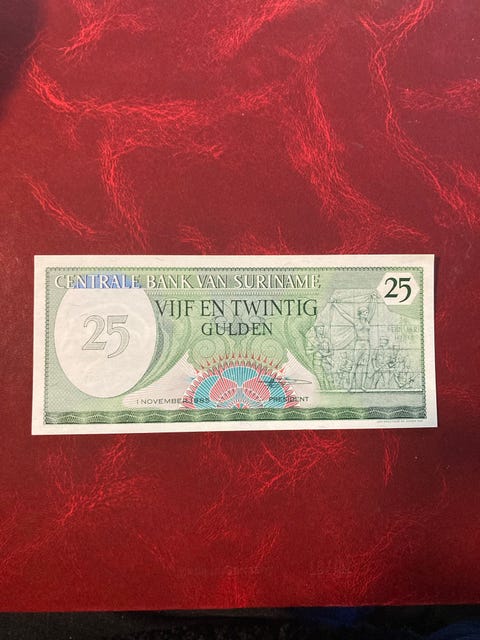 CENTRALE BANK VAN SURINAME
25
VIJF EN TWINTIG
GULDEN
25
1 NOVEMBER 1985
PRESIDENT